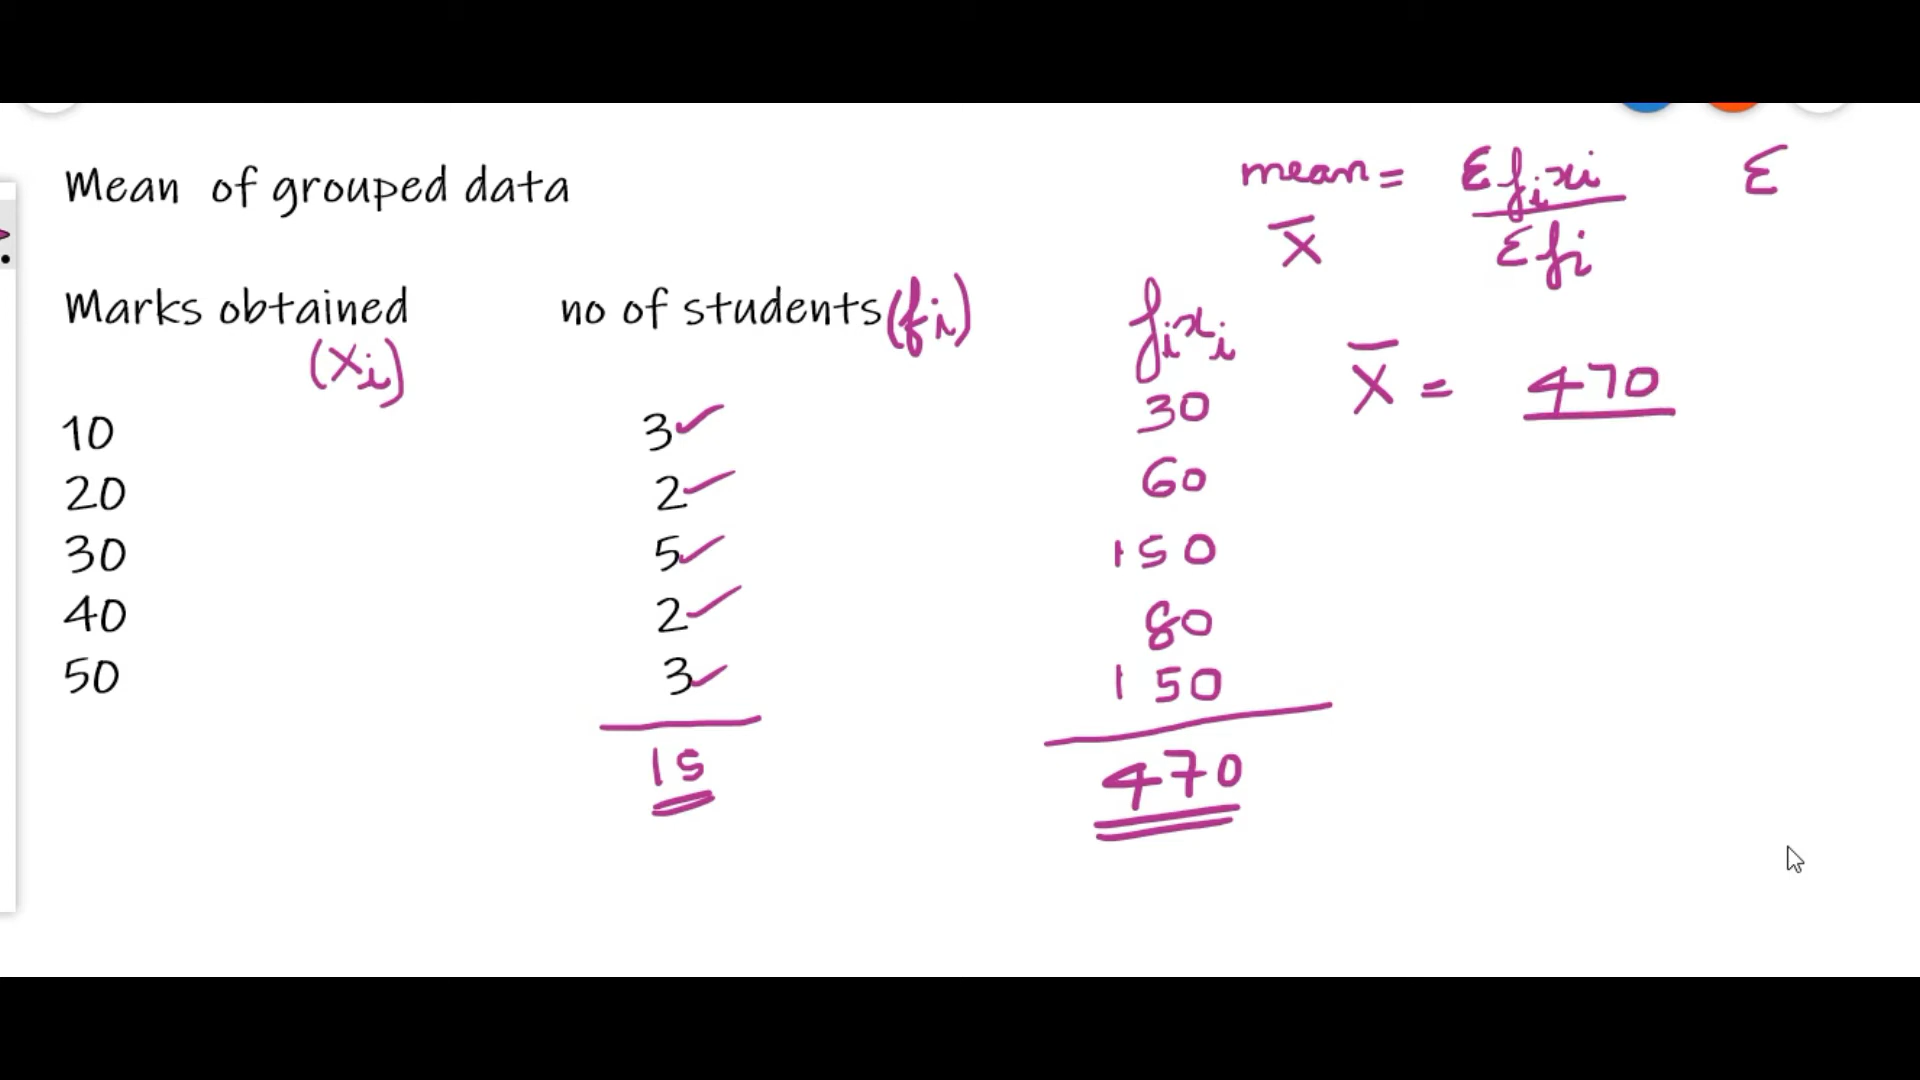 Mean of grouped data
mean = Σfixi Σ
X̄ Σfi
Marks obtained no of students (fi) fixi
(Xi)
X̄ = 470
10 3✓ 30
20 2✓ 60
30 5✓ 150
40 2✓ 80
50 3✓ 150
15 470